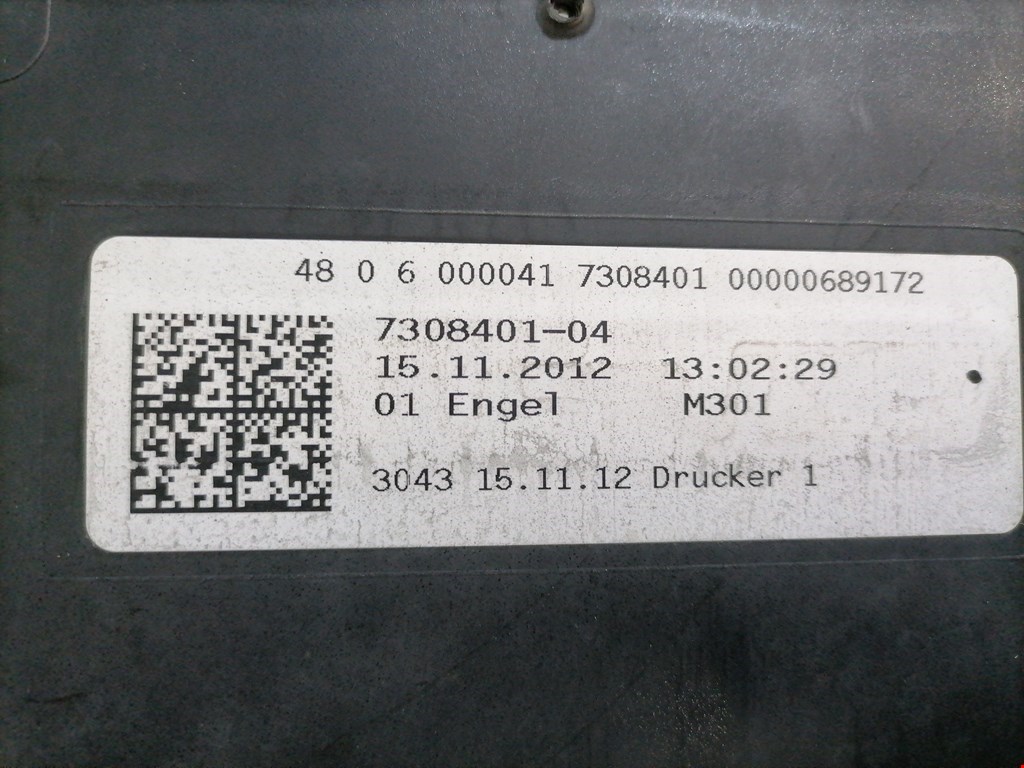 48 0 6 000041 7308401 00000689172
7308401-04
15.11.2012 13:02:29
01 Engel M301
3043 15.11.12 Drucker 1